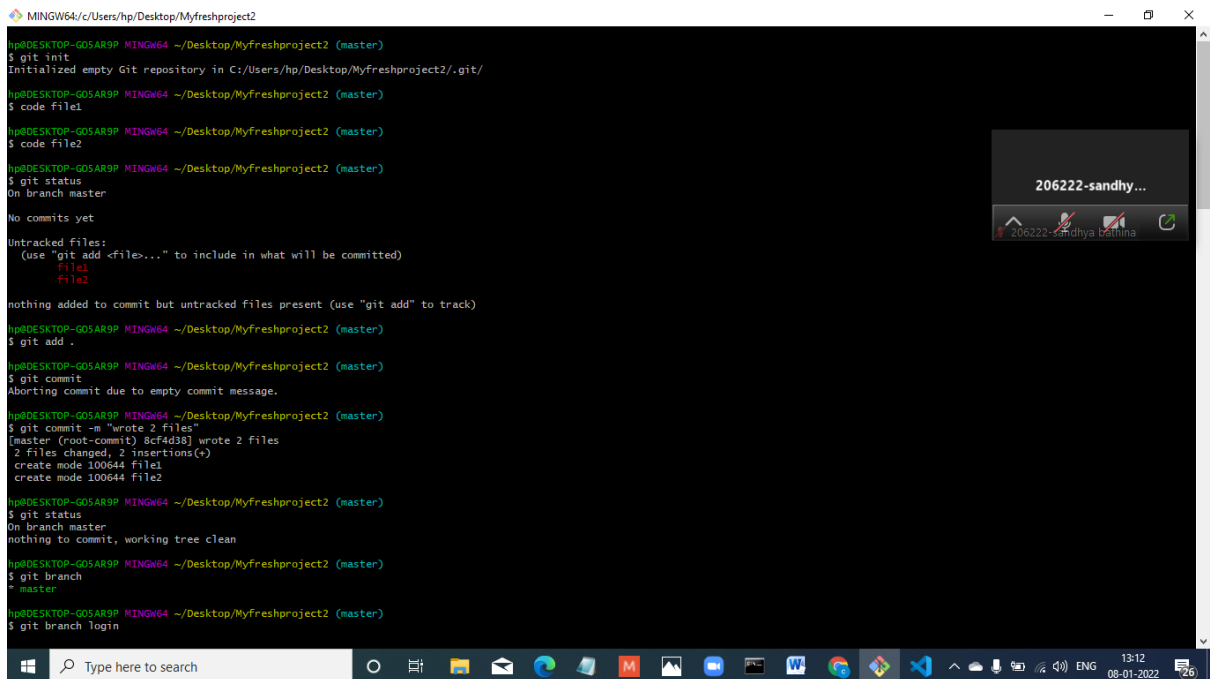 MINGW64:/c/Users/hp/Desktop/Myfreshproject2
hp@DESKTOP-GO5AR9P MINGW64 ~/Desktop/Myfreshproject2 (master)
$ git init
Initialized empty Git repository in C:/Users/hp/Desktop/Myfreshproject2/.git/
hp@DESKTOP-GO5AR9P MINGW64 ~/Desktop/Myfreshproject2 (master)
$ code file1
hp@DESKTOP-GO5AR9P MINGW64 ~/Desktop/Myfreshproject2 (master)
$ code file2
hp@DESKTOP-GO5AR9P MINGW64 ~/Desktop/Myfreshproject2 (master)
$ git status
On branch master
No commits yet
Untracked files:
(use "git add <file>..." to include in what will be committed)
file1
file2
nothing added to commit but untracked files present (use "git add" to track)
hp@DESKTOP-GO5AR9P MINGW64 ~/Desktop/Myfreshproject2 (master)
$ git add .
hp@DESKTOP-GO5AR9P MINGW64 ~/Desktop/Myfreshproject2 (master)
$ git commit
Aborting commit due to empty commit message.
hp@DESKTOP-GO5AR9P MINGW64 ~/Desktop/Myfreshproject2 (master)
$ git commit -m "wrote 2 files"
[master (root-commit) 8cf4d38] wrote 2 files
2 files changed, 2 insertions(+)
create mode 100644 file1
create mode 100644 file2
hp@DESKTOP-GO5AR9P MINGW64 ~/Desktop/Myfreshproject2 (master)
$ git status
On branch master
nothing to commit, working tree clean
hp@DESKTOP-GO5AR9P MINGW64 ~/Desktop/Myfreshproject2 (master)
$ git branch
* master
hp@DESKTOP-GO5AR9P MINGW64 ~/Desktop/Myfreshproject2 (master)
$ git branch login
206222-sandhy...
206222-sandhya bathina
Type here to search
M
W
ENG
13:12
08-01-2022
26